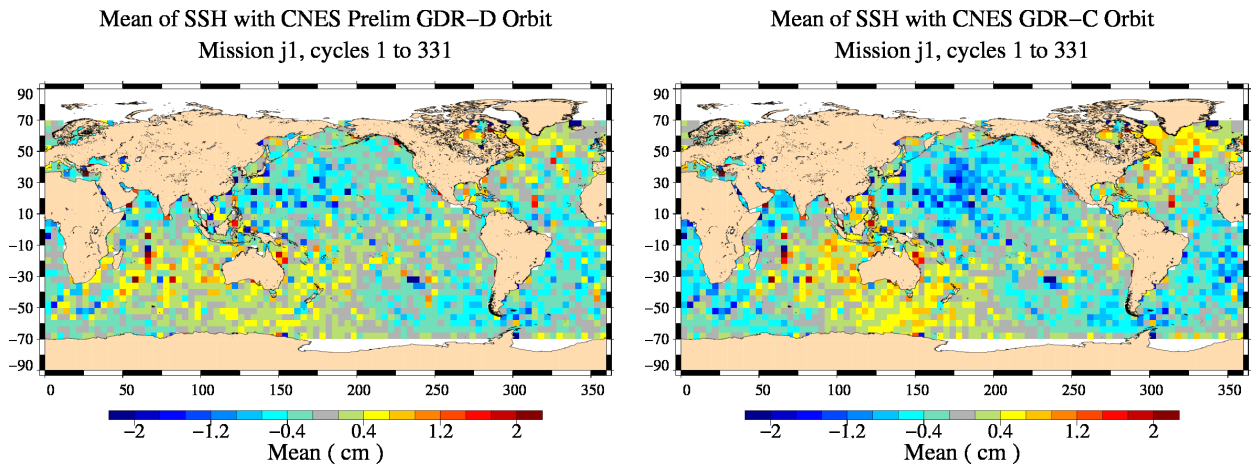 Mean of SSH with CNES Prelim GDR−D Orbit
Mission j1, cycles 1 to 331
90
70
50
30
10
−10
−30
−50
−70
−90
0 50 100 150 200 250 300 350
−2 −1.2 −0.4 0.4 1.2 2
Mean ( cm )
Mean of SSH with CNES GDR−C Orbit
Mission j1, cycles 1 to 331
90
70
50
30
10
−10
−30
−50
−70
−90
0 50 100 150 200 250 300 350
−2 −1.2 −0.4 0.4 1.2 2
Mean ( cm )